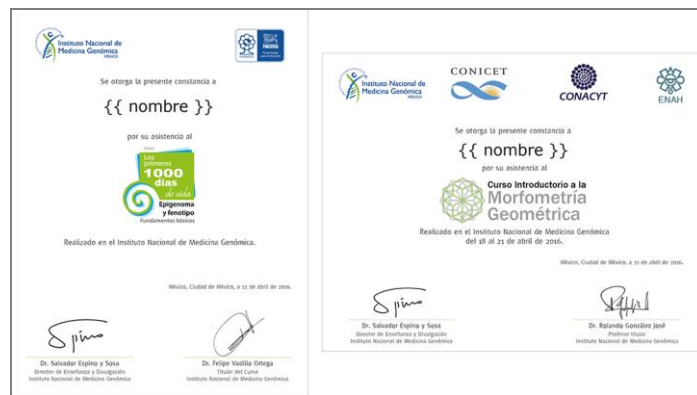 Instituto Nacional de
Medicina Genómica
MÉXICO
Nestlé
Se otorga la presente constancia a
{{ nombre }}
por su asistencia al
Curso
Los
primeros
1000
días
de vida
Epigenoma
y fenotipo
Fundamentos básicos
Realizado en el Instituto Nacional de Medicina Genómica.
México, Ciudad de México, a 13 de abril de 2016.
Dr. Salvador Espino y Sosa
Director de Enseñanza y Divulgación
Instituto Nacional de Medicina Genómica
Dr. Felipe Vadillo Ortega
Titular del Curso
Instituto Nacional de Medicina Genómica
Instituto Nacional de
Medicina Genómica
MÉXICO
CONICET
CONACYT
ENAH
Se otorga la presente constancia a
{{ nombre }}
por su asistencia al
Curso Introductorio a la
Morfometría
Geométrica
Realizado en el Instituto Nacional de Medicina Genómica
del 18 al 21 de abril de 2016.
México, Ciudad de México, a 21 de abril de 2016.
Dr. Salvador Espino y Sosa
Director de Enseñanza y Divulgación
Instituto Nacional de Medicina Genómica
Dr. Rolando González José
Profesor titular
Instituto Nacional de Medicina Genómica